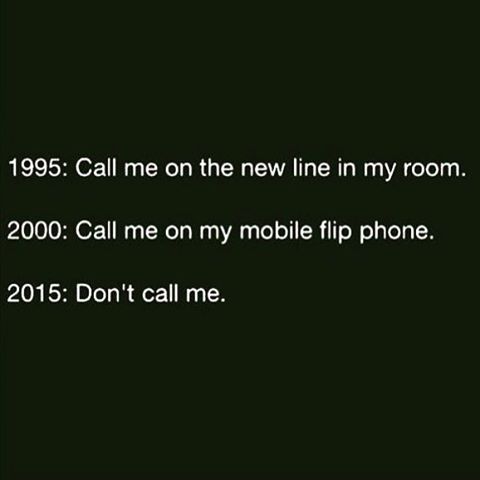 1995: Call me on the new line in my room.
2000: Call me on my mobile flip phone.
2015: Don't call me.